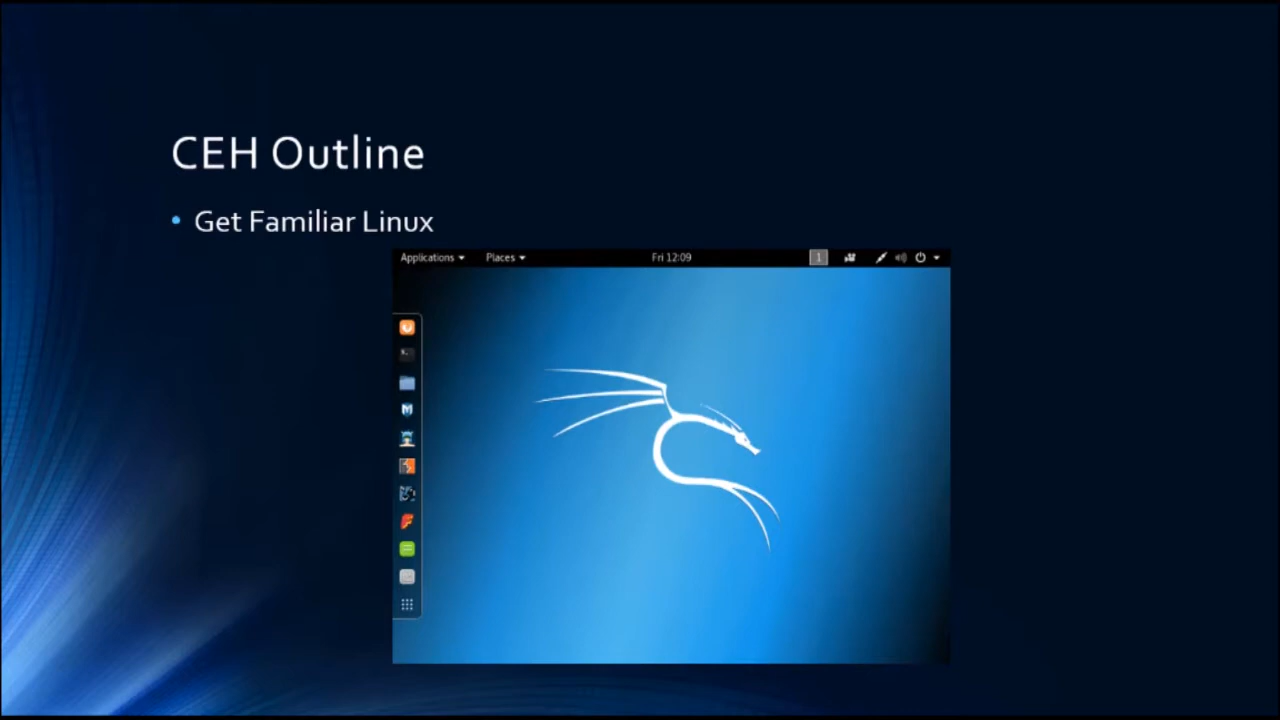 CEH Outline
• Get Familiar Linux
Applications Places Fri 12:09 1